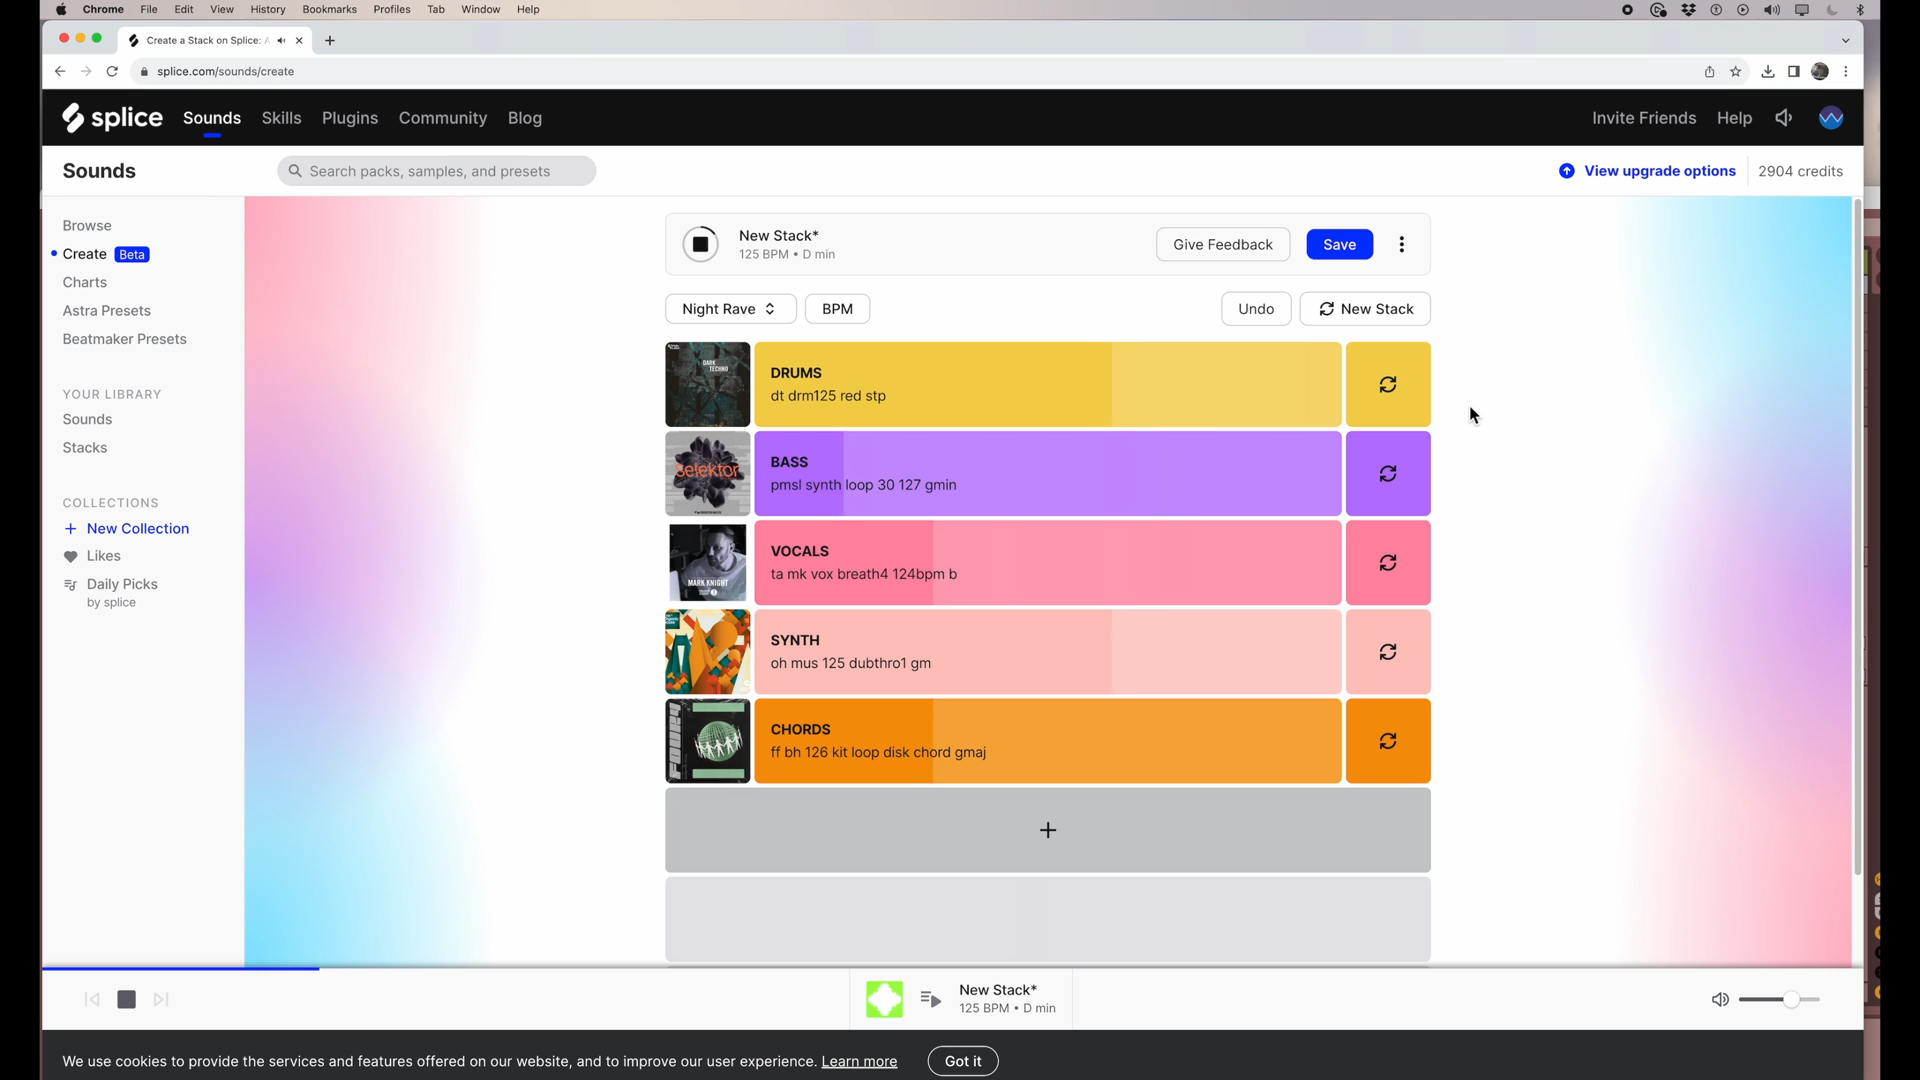 Chrome File Edit View History Bookmarks Profiles Tab Window Help
Create a Stack on Splice: A
splice.com/sounds/create
splice Sounds Skills Plugins Community Blog Invite Friends Help
Sounds Search packs, samples, and presets View upgrade options 2904 credits
Browse
Create Beta
Charts
Astra Presets
Beatmaker Presets
YOUR LIBRARY
Sounds
Stacks
COLLECTIONS
+ New Collection
Likes
Daily Picks
by splice
New Stack*
125 BPM • D min
Give Feedback Save
Night Rave BPM Undo New Stack
DARK TECHNO
DRUMS
dt drm125 red stp
Selektor
BASS
pmsl synth loop 30 127 gmin
MARK KNIGHT
VOCALS
ta mk vox breath4 124bpm b
SYNTH
oh mus 125 dubthro1 gm
CHORDS
ff bh 126 kit loop disk chord gmaj
+
New Stack*
125 BPM • D min
We use cookies to provide the services and features offered on our website, and to improve our user experience. Learn more Got it